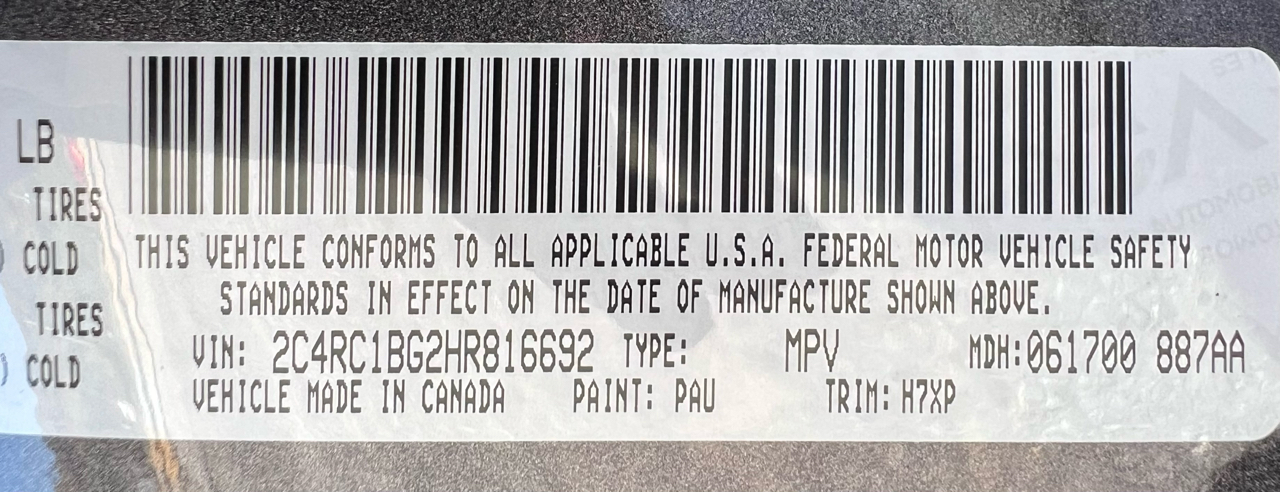 LB
TIRES
COLD
TIRES
COLD
THIS VEHICLE CONFORMS TO ALL APPLICABLE U.S.A. FEDERAL MOTOR VEHICLE SAFETY
STANDARDS IN EFFECT ON THE DATE OF MANUFACTURE SHOWN ABOVE.
VIN: 2C4RC1BG2HR816692 TYPE: MPV MDH:061700 887AA
VEHICLE MADE IN CANADA PAINT: PAU TRIM: H7XP